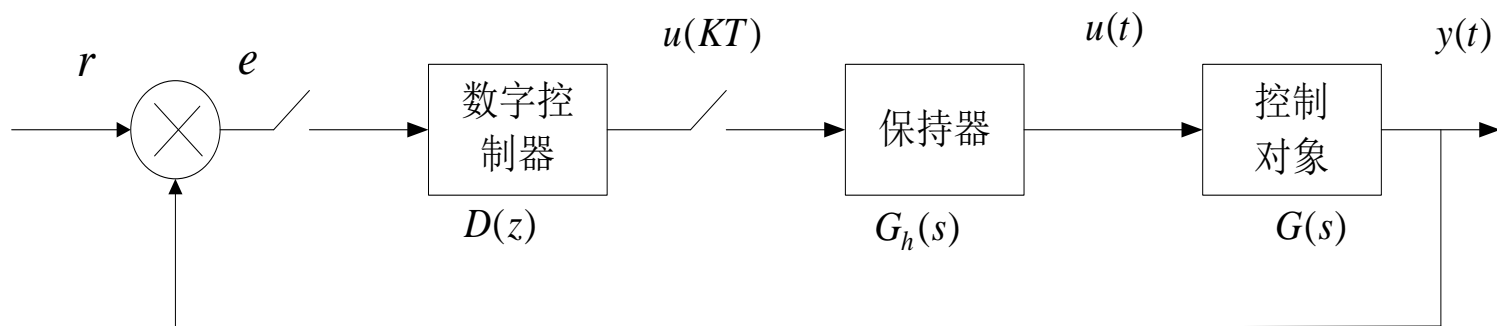 r
e
u(KT)
u(t)
y(t)
数字控
制器
保持器
控制
对象
D(z)
G_h(s)
G(s)